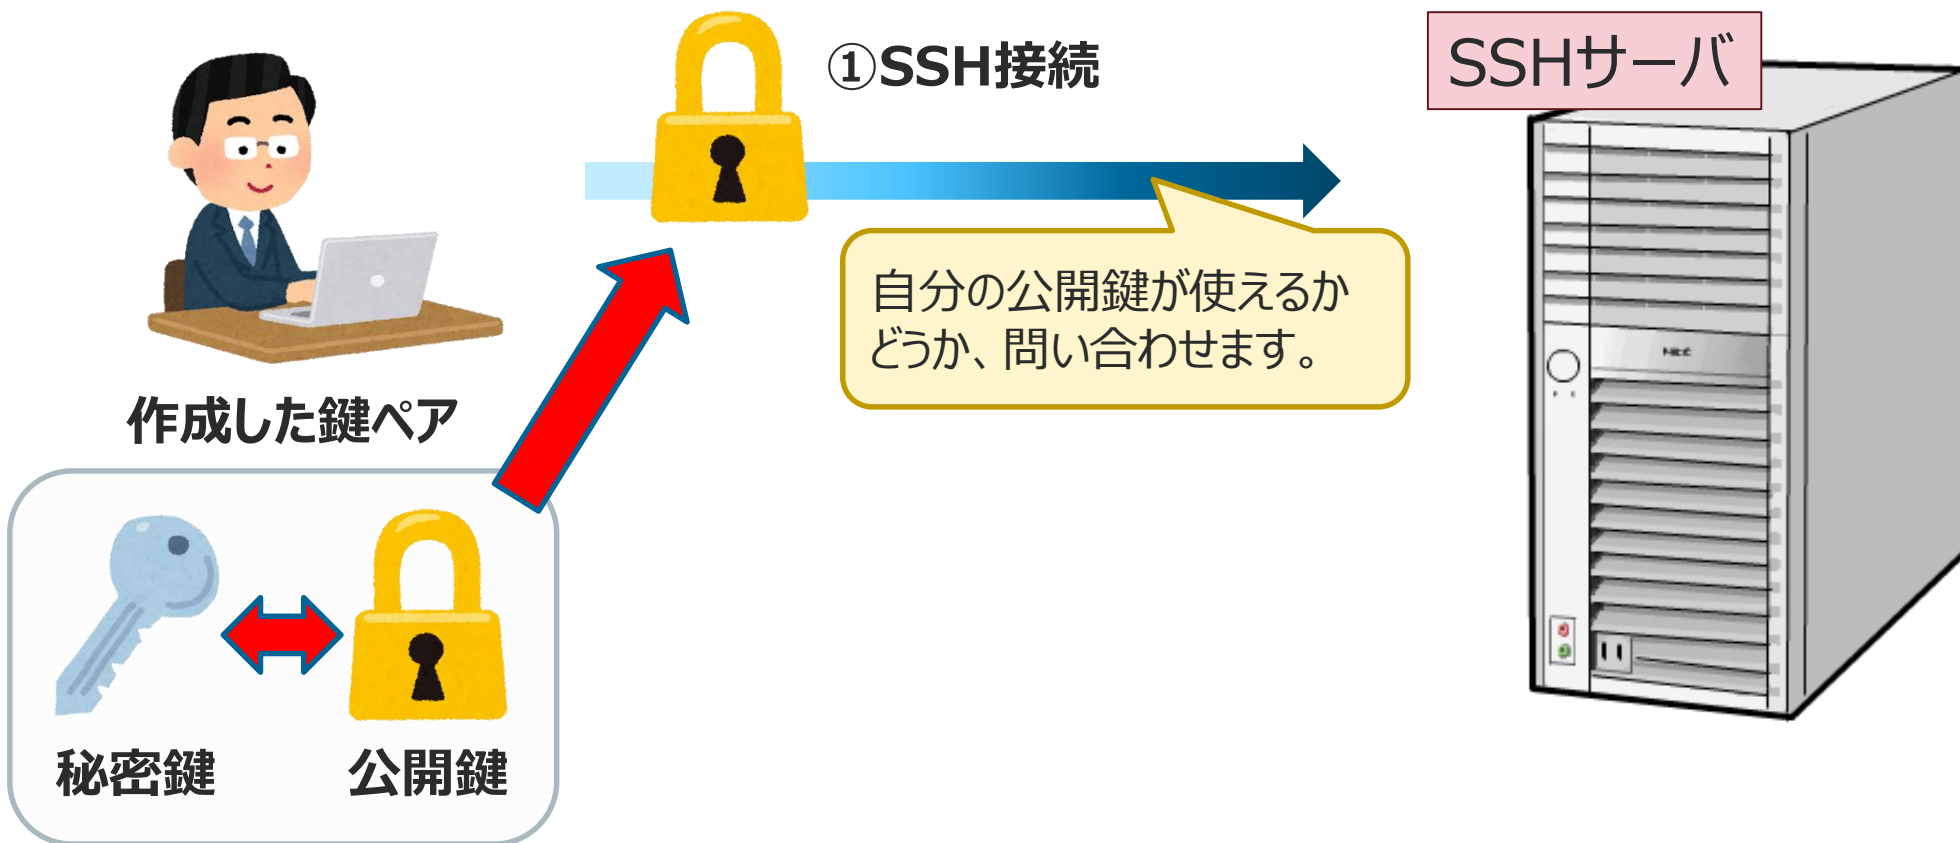 ①SSH接続
SSHサーバ
自分の公開鍵が使えるか
どうか、問い合わせます。
NEC
作成した鍵ペア
秘密鍵
公開鍵